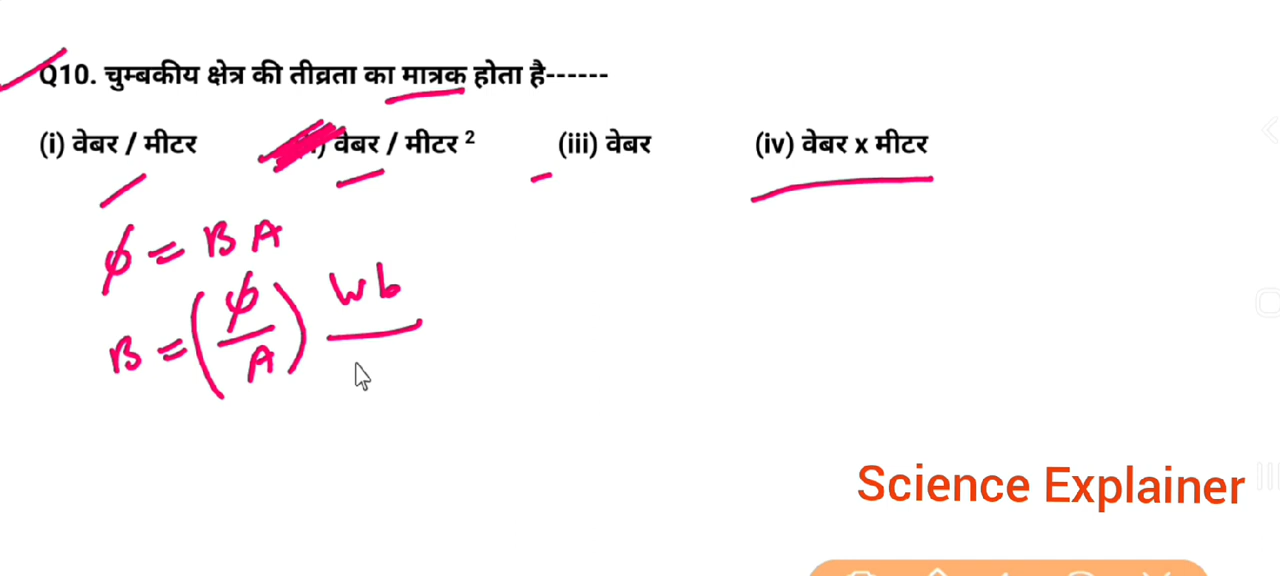 Q10. चुम्बकीय क्षेत्र की तीव्रता का मात्रक होता है------
(i) वेबर / मीटर ) वेबर / मीटर ² (iii) वेबर (iv) वेबर x मीटर
ϕ = B A
B = (ϕ/A) Wb
Science Explainer